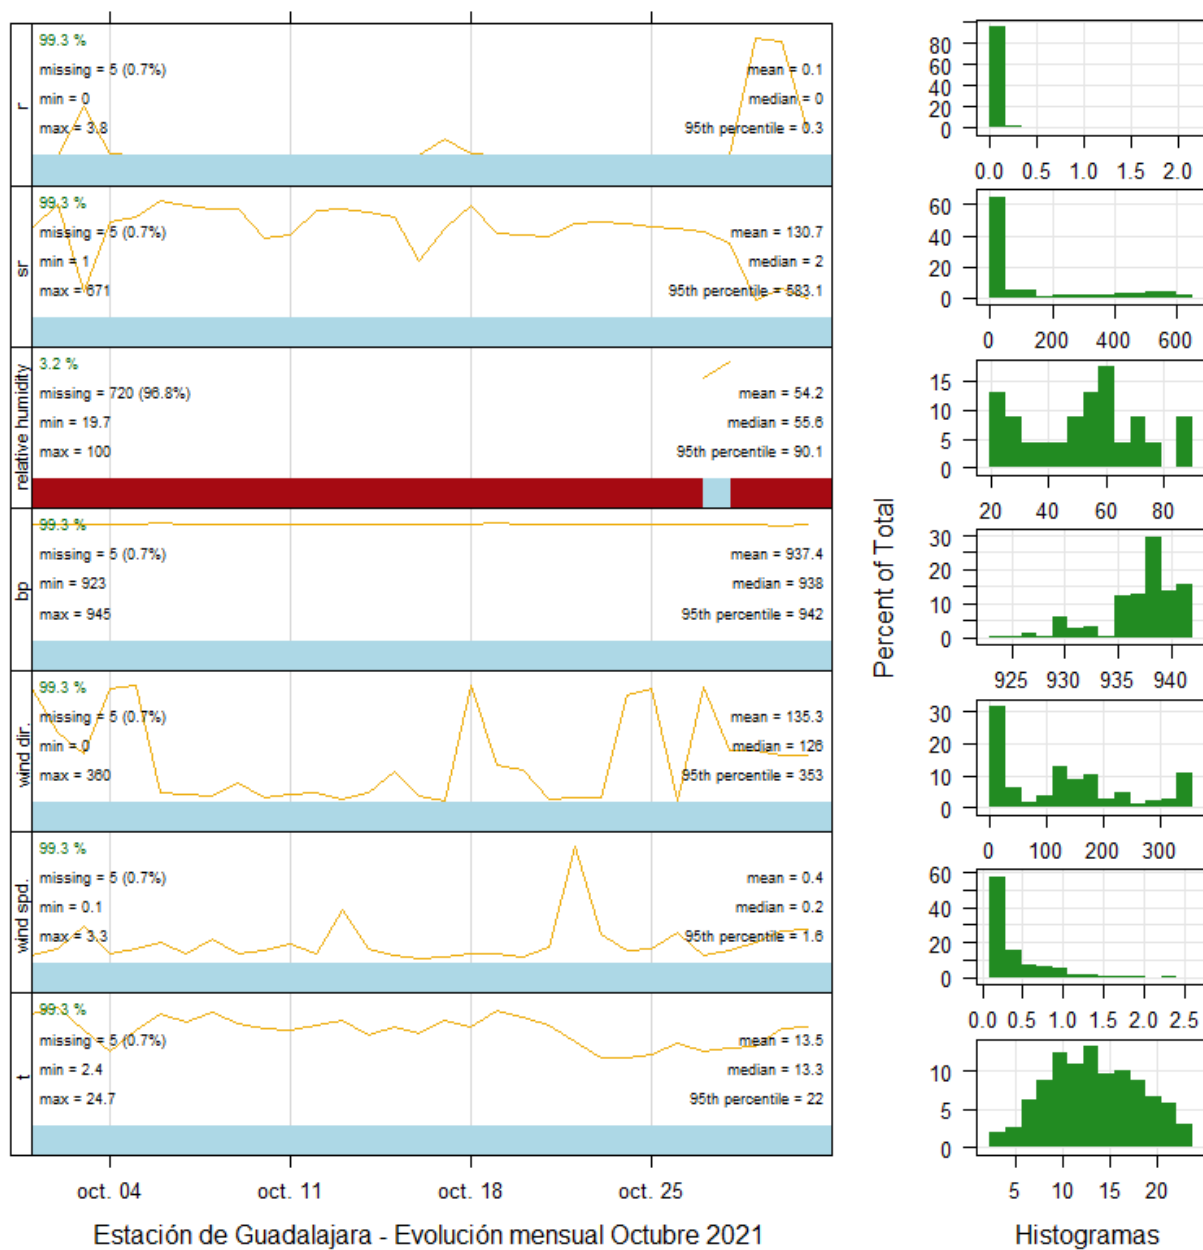 r
99.3 %
missing = 5 (0.7%)
min = 0
max = 3.8
mean = 0.1
median = 0
95th percentile = 0.3
sr
99.3 %
missing = 5 (0.7%)
min = 1
max = 671
mean = 130.7
median = 2
95th percentile = 583.1
relative humidity
3.2 %
missing = 720 (96.8%)
min = 19.7
max = 100
mean = 54.2
median = 55.6
95th percentile = 90.1
bp
99.3 %
missing = 5 (0.7%)
min = 923
max = 945
mean = 937.4
median = 938
95th percentile = 942
wind dir.
99.3 %
missing = 5 (0.7%)
min = 0
max = 360
mean = 135.3
median = 126
95th percentile = 353
wind spd.
99.3 %
missing = 5 (0.7%)
min = 0.1
max = 3.3
mean = 0.4
median = 0.2
95th percentile = 1.6
t
99.3 %
missing = 5 (0.7%)
min = 2.4
max = 24.7
mean = 13.5
median = 13.3
95th percentile = 22
oct. 04 oct. 11 oct. 18 oct. 25
Estación de Guadalajara - Evolución mensual Octubre 2021
Percent of Total
80
60
40
20
0
0.0 0.5 1.0 1.5 2.0
60
40
20
0
0 200 400 600
15
10
5
0
20 40 60 80
30
20
10
0
925 930 935 940
30
20
10
0
0 100 200 300
60
40
20
0
0.0 0.5 1.0 1.5 2.0 2.5
10
5
0
5 10 15 20
Histogramas